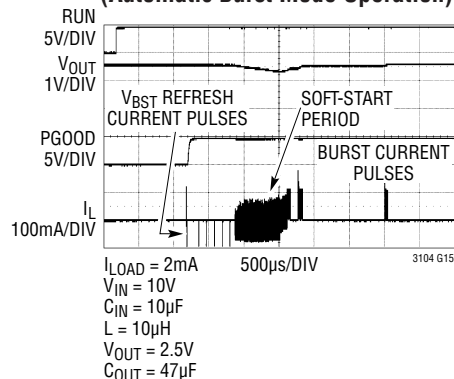 (Automatic Burst Mode Operation)
RUN
5V/DIV
VOUT
1V/DIV
VBST REFRESH
CURRENT PULSES
SOFT-START
PERIOD
PGOOD
5V/DIV
BURST CURRENT
PULSES
IL
100mA/DIV
3104 G15
ILOAD = 2mA
500µs/DIV
VIN = 10V
CIN = 10µF
L = 10µH
VOUT = 2.5V
COUT = 47µF